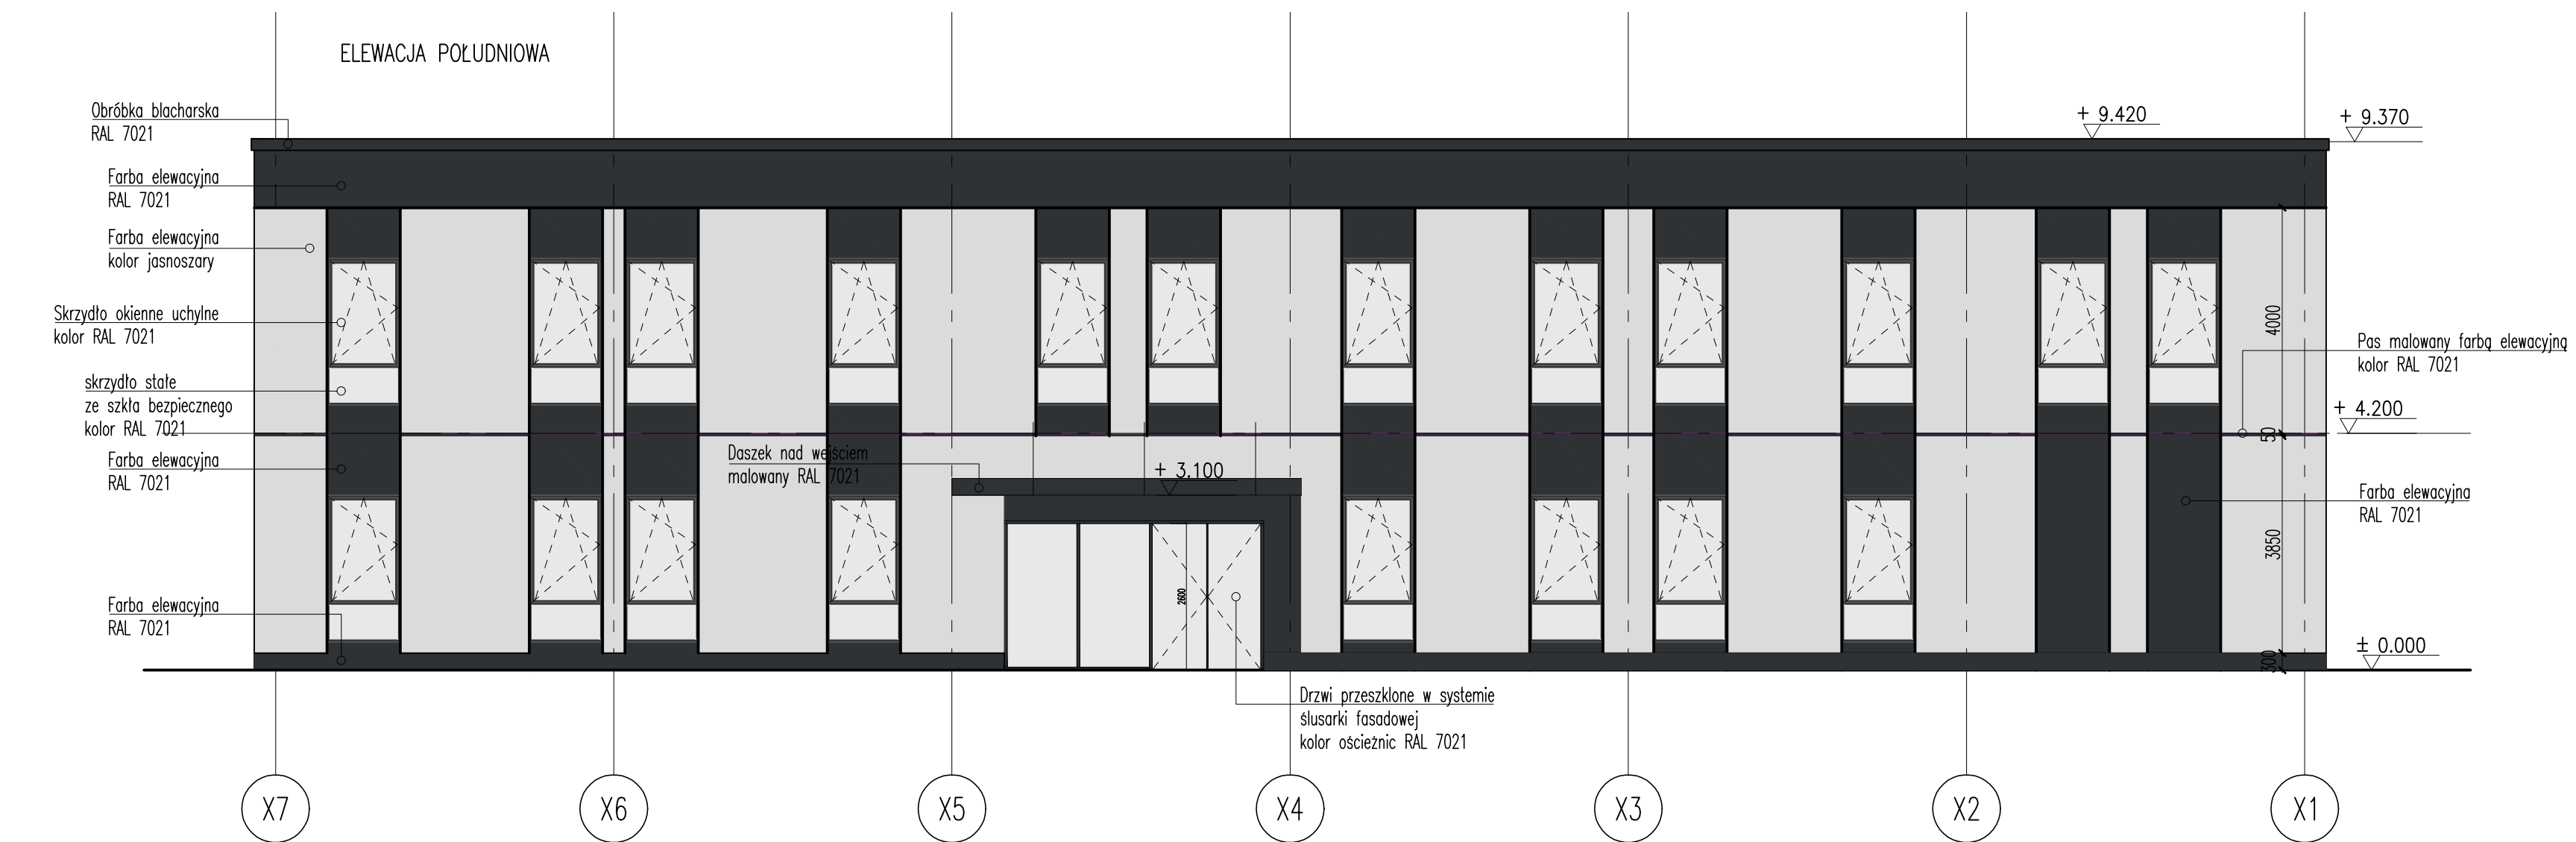 ELEWACJA POŁUDNIOWA
Obróbka blacharska
RAL 7021
+ 9.420
+ 9.370
Farba elewacyjna
RAL 7021
Farba elewacyjna
kolor jasnoszary
Skrzydło okienne uchylne
kolor RAL 7021
4000
Pas malowany farbą elewacyjną
kolor RAL 7021
skrzydło stałe
ze szkła bezpiecznego
kolor RAL 7021
+ 4.200
50
Farba elewacyjna
RAL 7021
Daszek nad wejściem
malowany RAL 7021
+ 3.100
Farba elewacyjna
RAL 7021
3850
2600
Farba elewacyjna
RAL 7021
± 0.000
300
Drzwi przeszklone w systemie
ślusarki fasadowej
kolor ościeżnic RAL 7021
X7
X6
X5
X4
X3
X2
X1